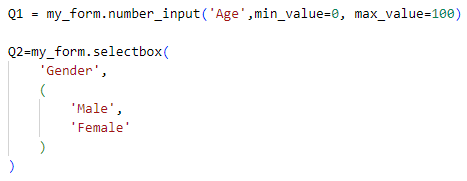 Q1 = my_form.number_input('Age',min_value=0, max_value=100)
Q2=my_form.selectbox(
'Gender',
(
'Male',
'Female'
)
)